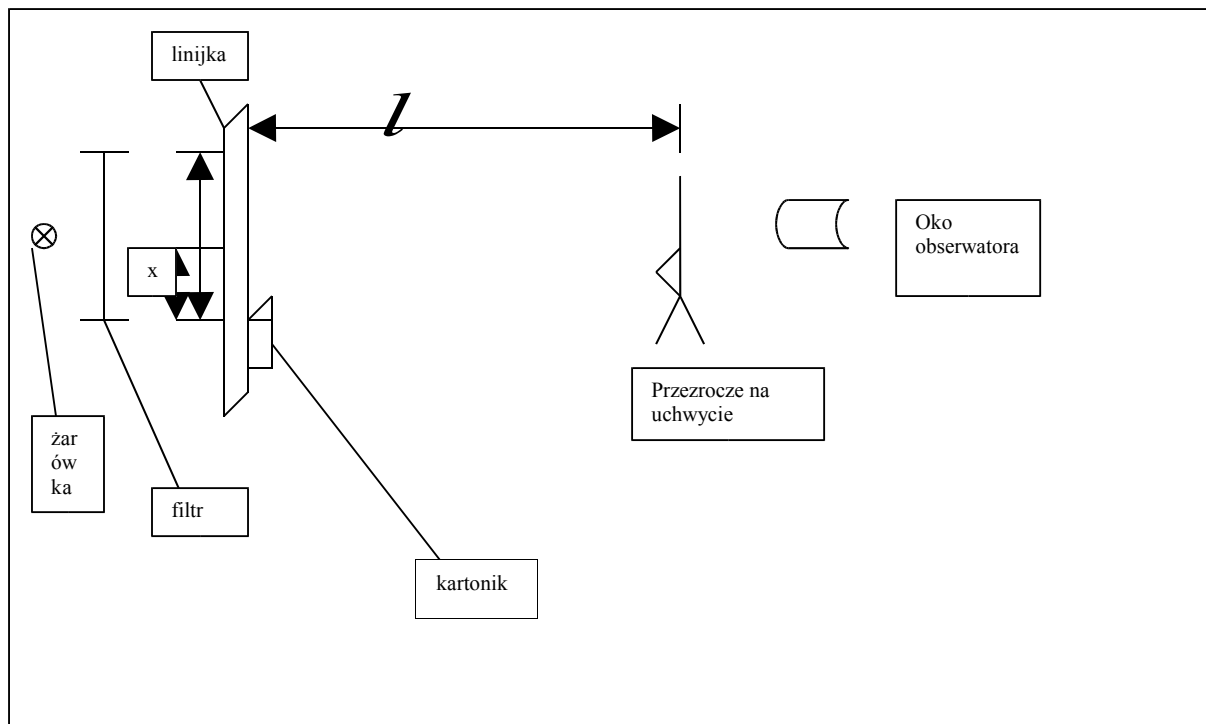 linijka
l
x
Oko
obserwatora
Przezrocze na
uchwycie
żar
ów
ka
filtr
kartonik